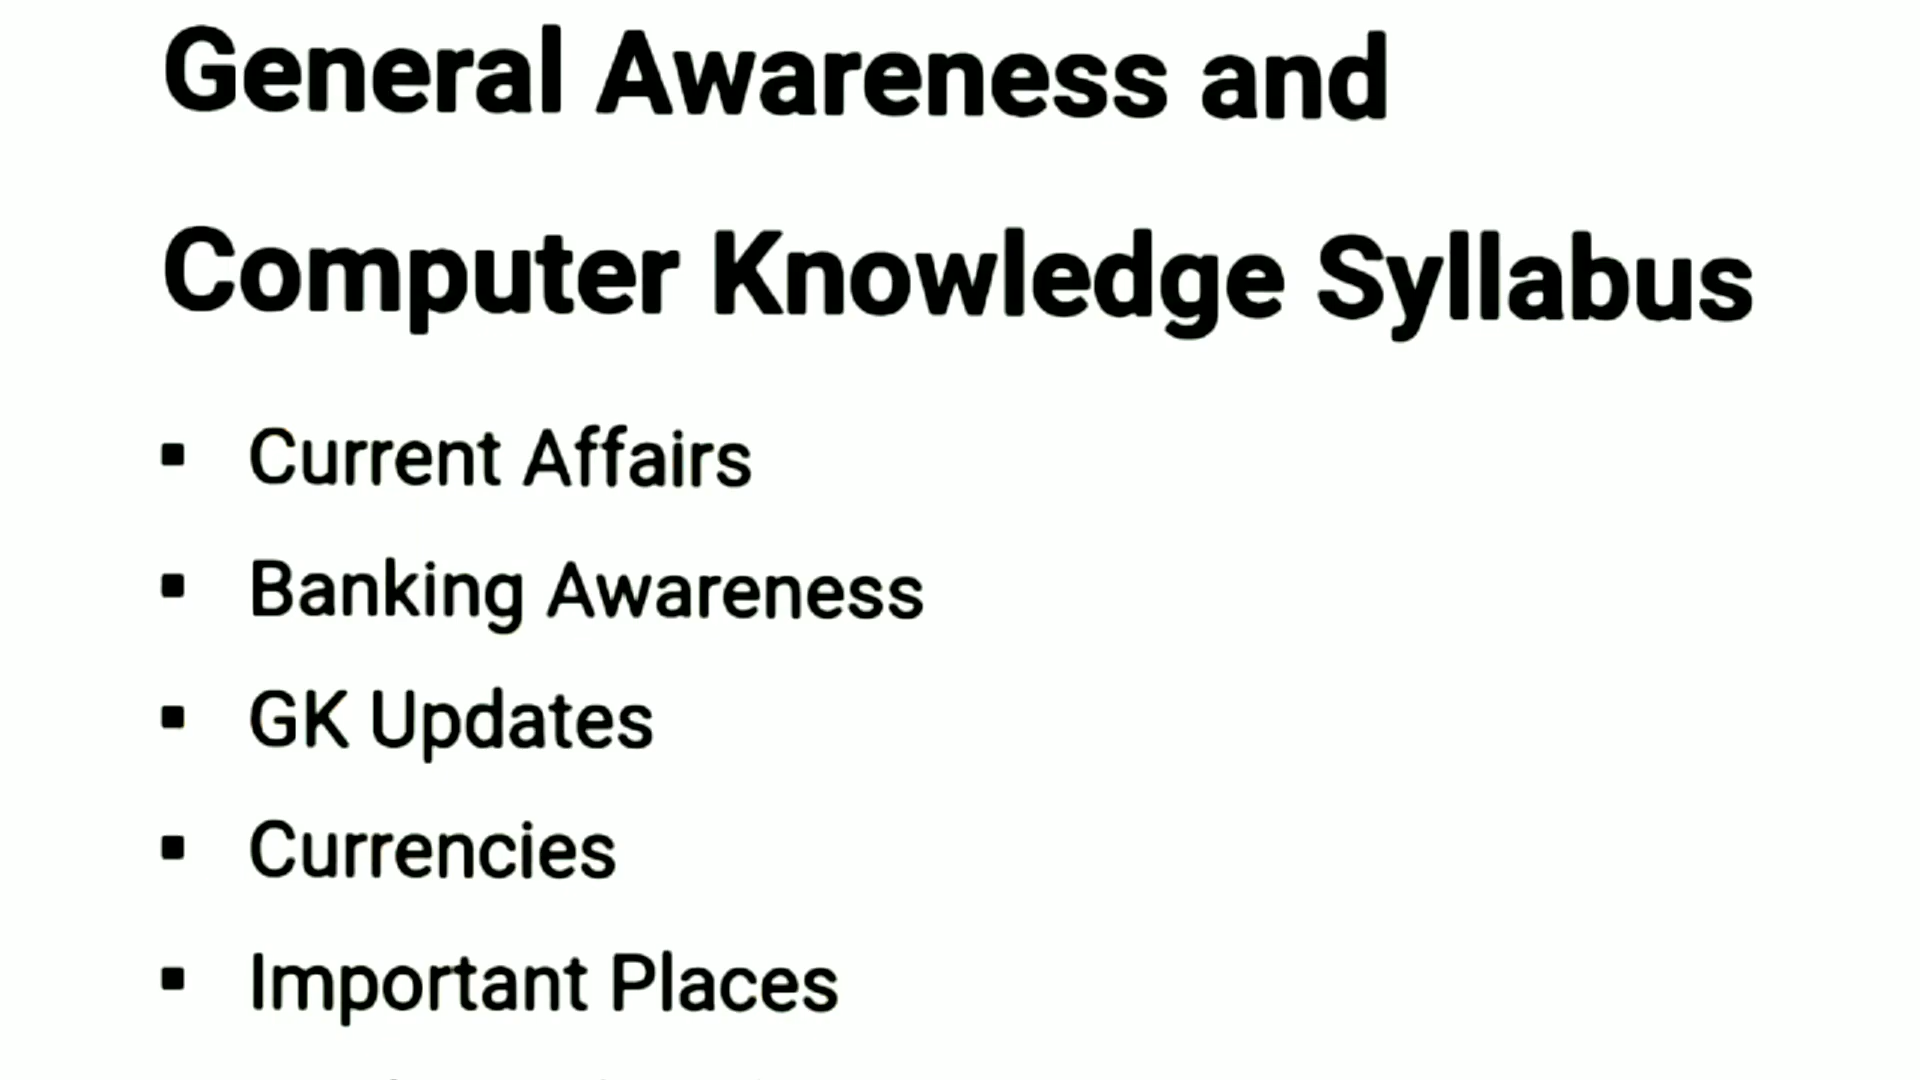 General Awareness and
Computer Knowledge Syllabus
▪ Current Affairs
▪ Banking Awareness
▪ GK Updates
▪ Currencies
▪ Important Places